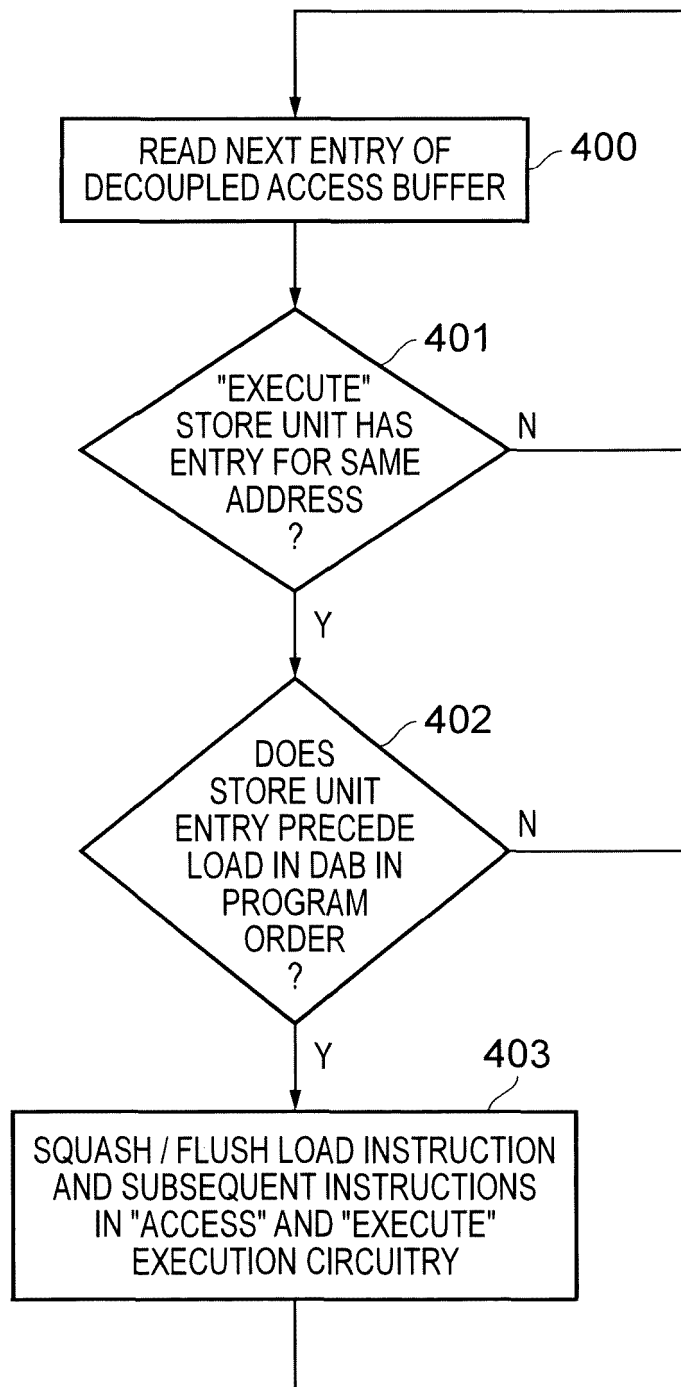 READ NEXT ENTRY OF
DECOUPLED ACCESS BUFFER
400
401
"EXECUTE"
STORE UNIT HAS
ENTRY FOR SAME
ADDRESS
?
N
Y
402
DOES
STORE UNIT
ENTRY PRECEDE
LOAD IN DAB IN
PROGRAM
ORDER
?
N
Y
403
SQUASH / FLUSH LOAD INSTRUCTION
AND SUBSEQUENT INSTRUCTIONS
IN "ACCESS" AND "EXECUTE"
EXECUTION CIRCUITRY